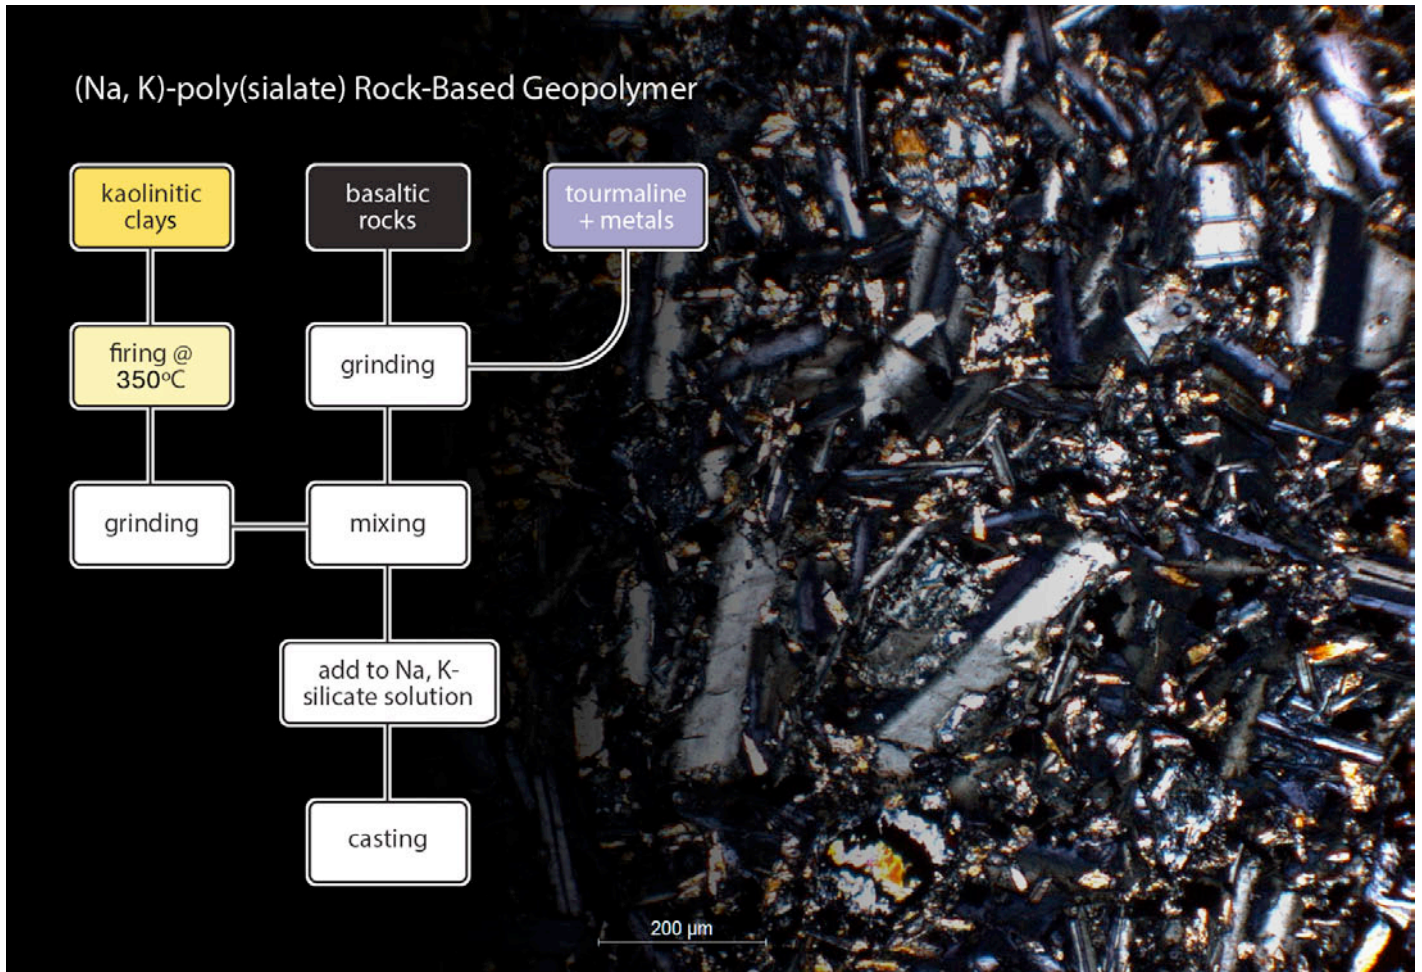 (Na, K)-poly(sialate) Rock-Based Geopolymer
kaolinitic
clays
basaltic
rocks
tourmaline
+ metals
firing @
350ºC
grinding
grinding
mixing
add to Na, K-
silicate solution
casting
200 µm